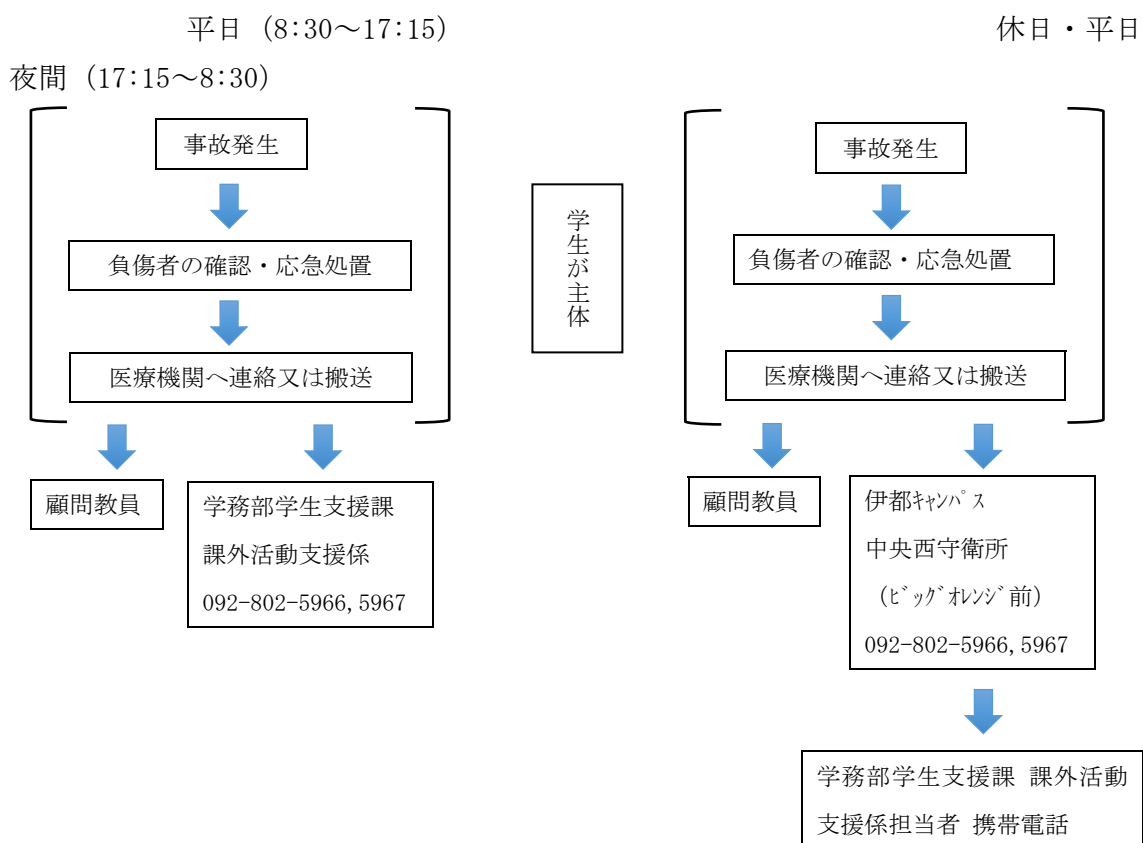 平日 (8:30～17:15)
休日・平日
夜間 (17:15～8:30)
事故発生
負傷者の確認・応急処置
医療機関へ連絡又は搬送
顧問教員
学務部学生支援課
課外活動支援係
092-802-5966,5967
学生が主体
事故発生
負傷者の確認・応急処置
医療機関へ連絡又は搬送
顧問教員
伊都ｷｬﾝﾊﾟｽ
中央西守衛所
(ﾋﾞｯｸﾞｵﾚﾝｼﾞ前)
092-802-5966,5967
学務部学生支援課 課外活動
支援係担当者 携帯電話